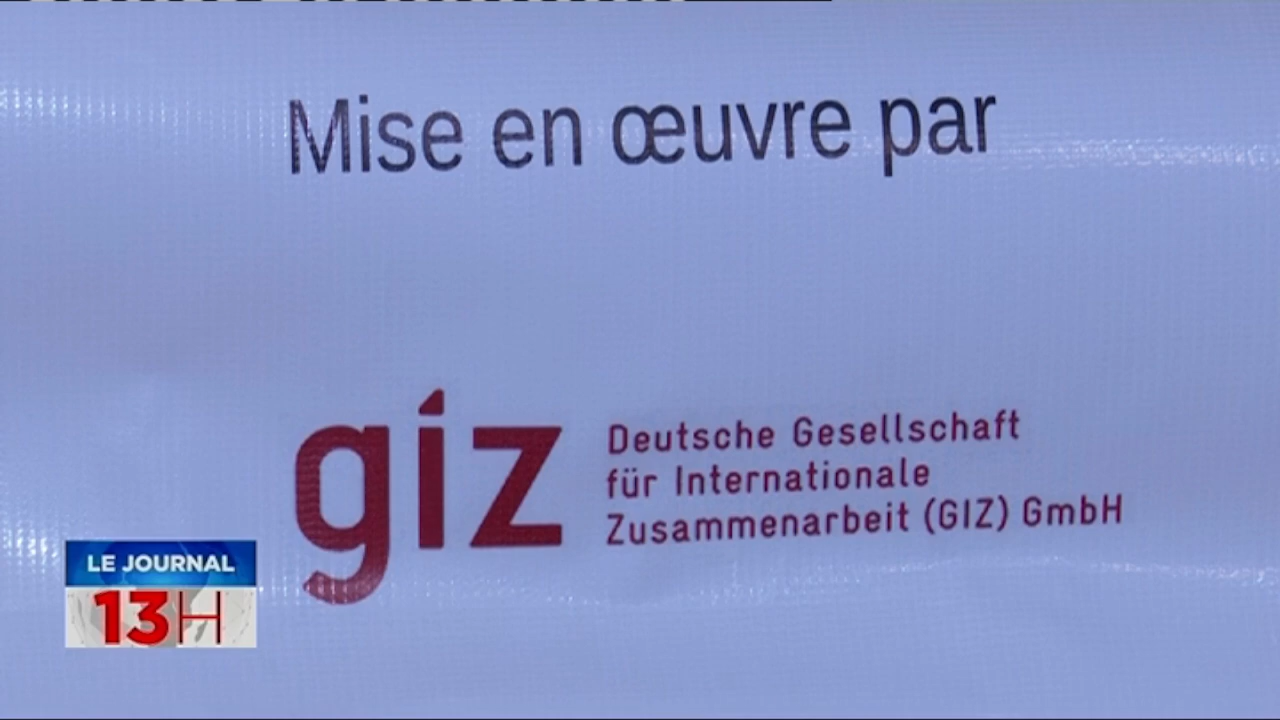 Mise en œuvre par
giz
Deutsche Gesellschaft
für Internationale
Zusammenarbeit (GIZ) GmbH
LE JOURNAL
13H